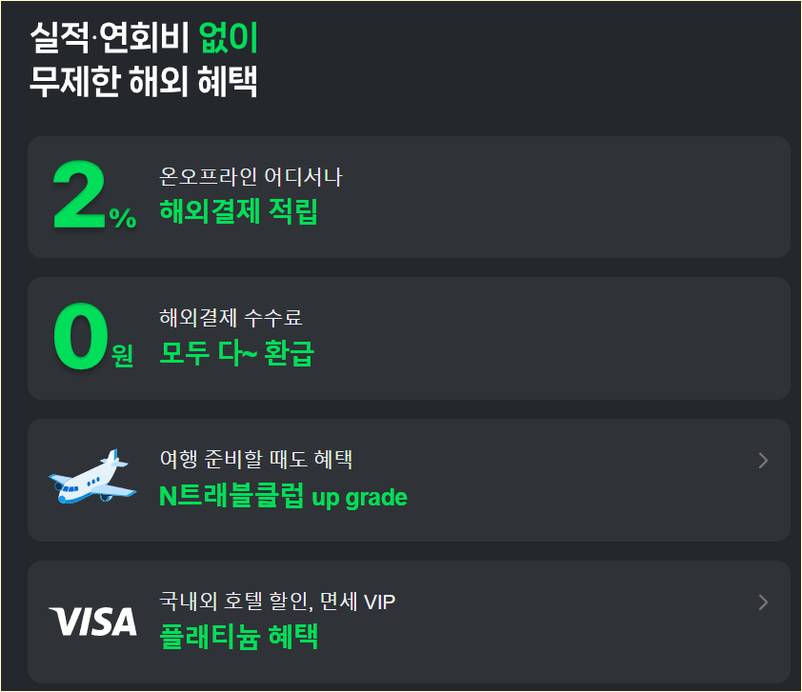 실적·연회비 없이
무제한 해외 혜택
2%
온오프라인 어디서나
해외결제 적립
0원
해외결제 수수료
모두 다~ 환급
여행 준비할 때도 혜택
N트래블클럽 up grade
VISA
국내외 호텔 할인, 면세 VIP
플래티늄 혜택